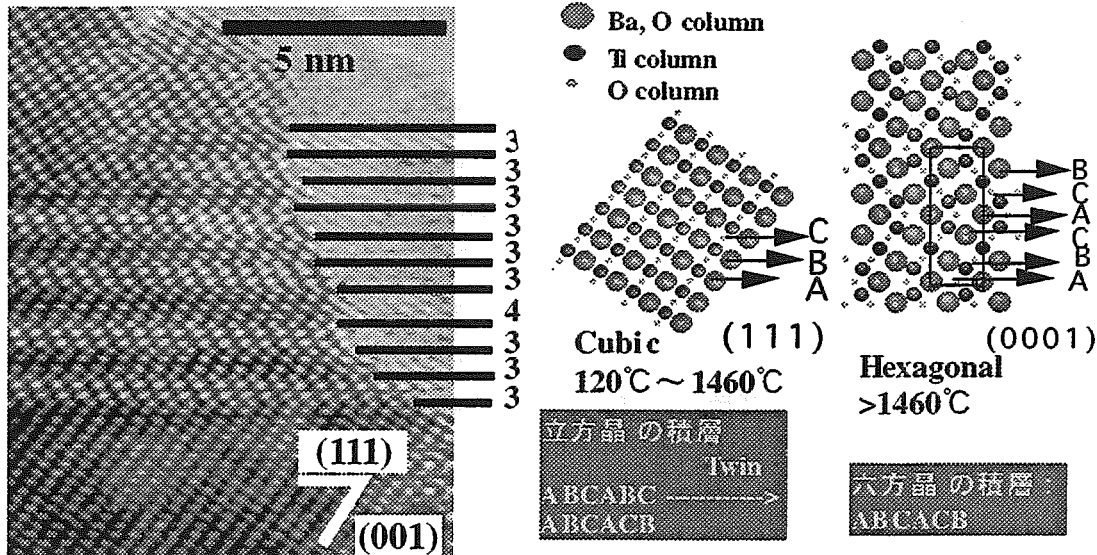 5 nm
3
3
3
3
3
3
4
3
3
3
(111)
(001)
Ba, O column
Ti column
O column
C
B
A
(111)
Cubic
120℃～1460℃
立方晶の積層
Twin
ABCABC
ABCACB
B
C
A
C
B
A
(0001)
Hexagonal
>1460℃
六方晶の積層
ABCACB